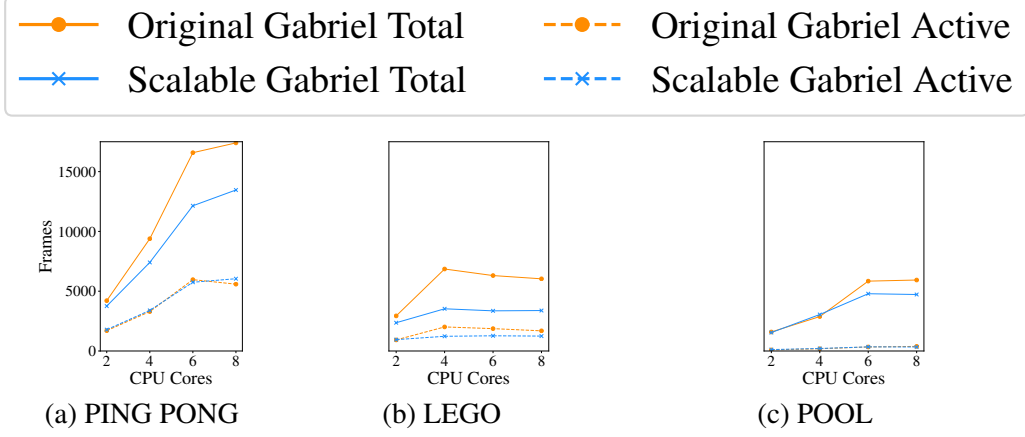 Original Gabriel Total
Original Gabriel Active
Scalable Gabriel Total
Scalable Gabriel Active
Frames
15000
10000
5000
0
2 4 6 8
CPU Cores
(a) PING PONG
2 4 6 8
CPU Cores
(b) LEGO
2 4 6 8
CPU Cores
(c) POOL